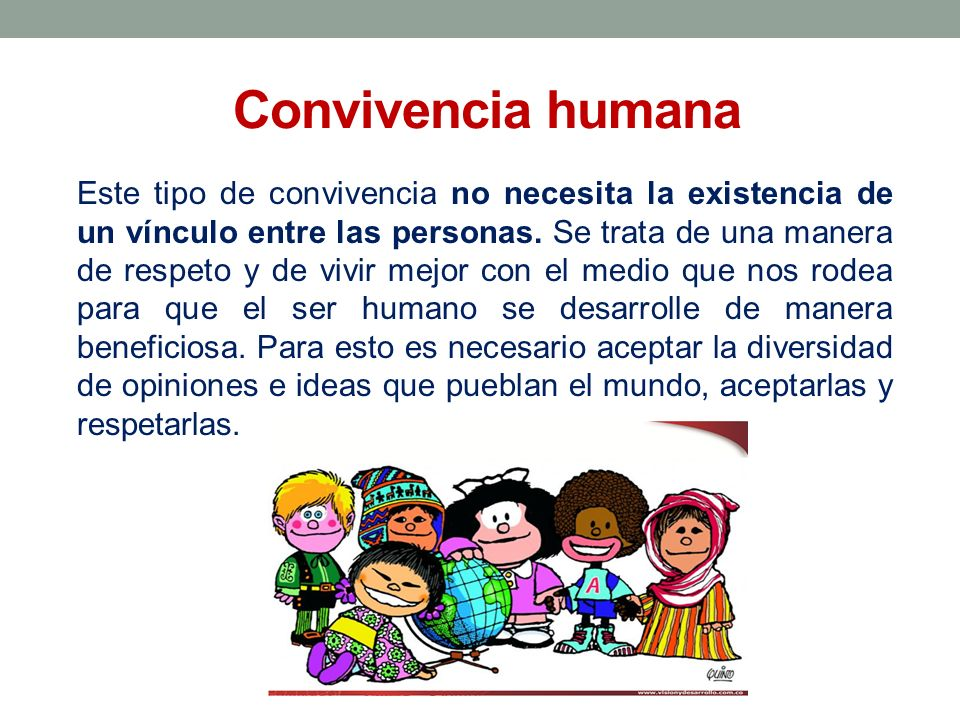 Convivencia humana
Este tipo de convivencia no necesita la existencia de
un vínculo entre las personas. Se trata de una manera
de respeto y de vivir mejor con el medio que nos rodea
para que el ser humano se desarrolle de manera
beneficiosa. Para esto es necesario aceptar la diversidad
de opiniones e ideas que pueblan el mundo, aceptarlas y
respetarlas.
A
QUINO
www.visionydesarrollo.com.co